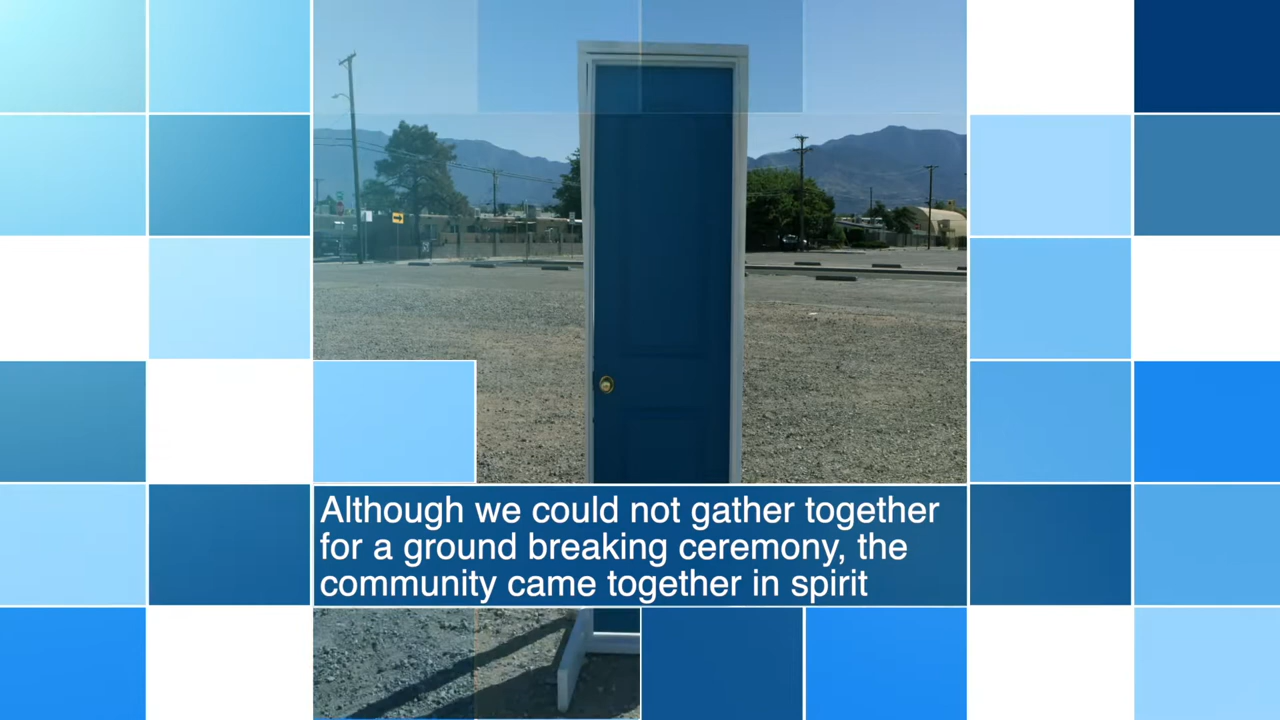 Although we could not gather together
for a ground breaking ceremony, the
community came together in spirit